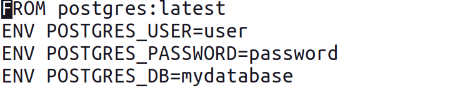 FROM postgres:latest
ENV POSTGRES_USER=user
ENV POSTGRES_PASSWORD=password
ENV POSTGRES_DB=mydatabase